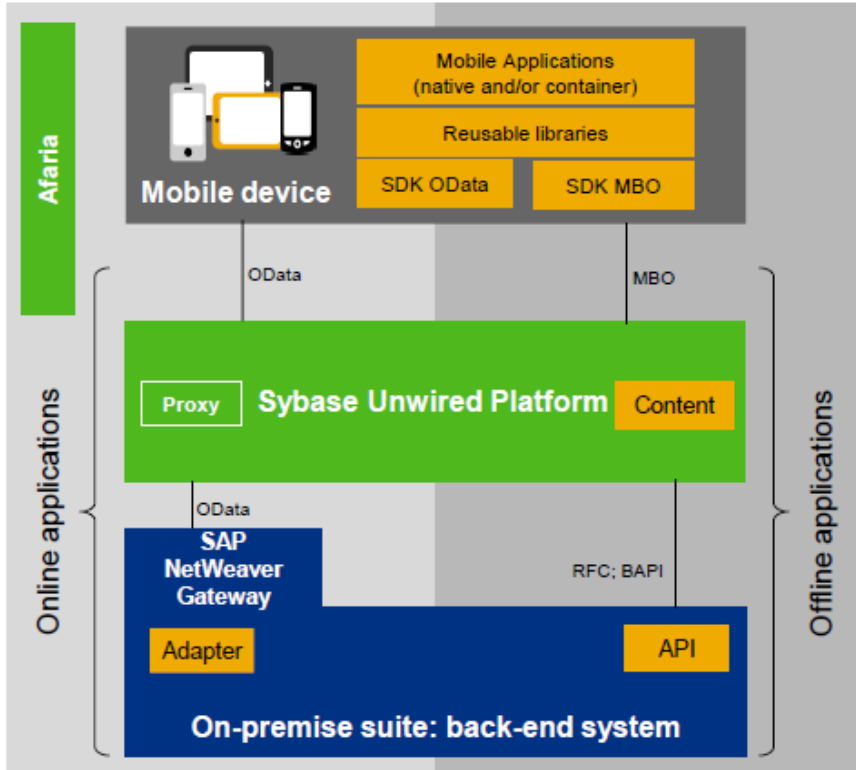 Afaria
Mobile device
Mobile Applications
(native and/or container)
Reusable libraries
SDK OData
SDK MBO
OData
MBO
Online applications
Offline applications
Proxy
Sybase Unwired Platform
Content
OData
RFC; BAPI
SAP
NetWeaver
Gateway
Adapter
API
On-premise suite: back-end system